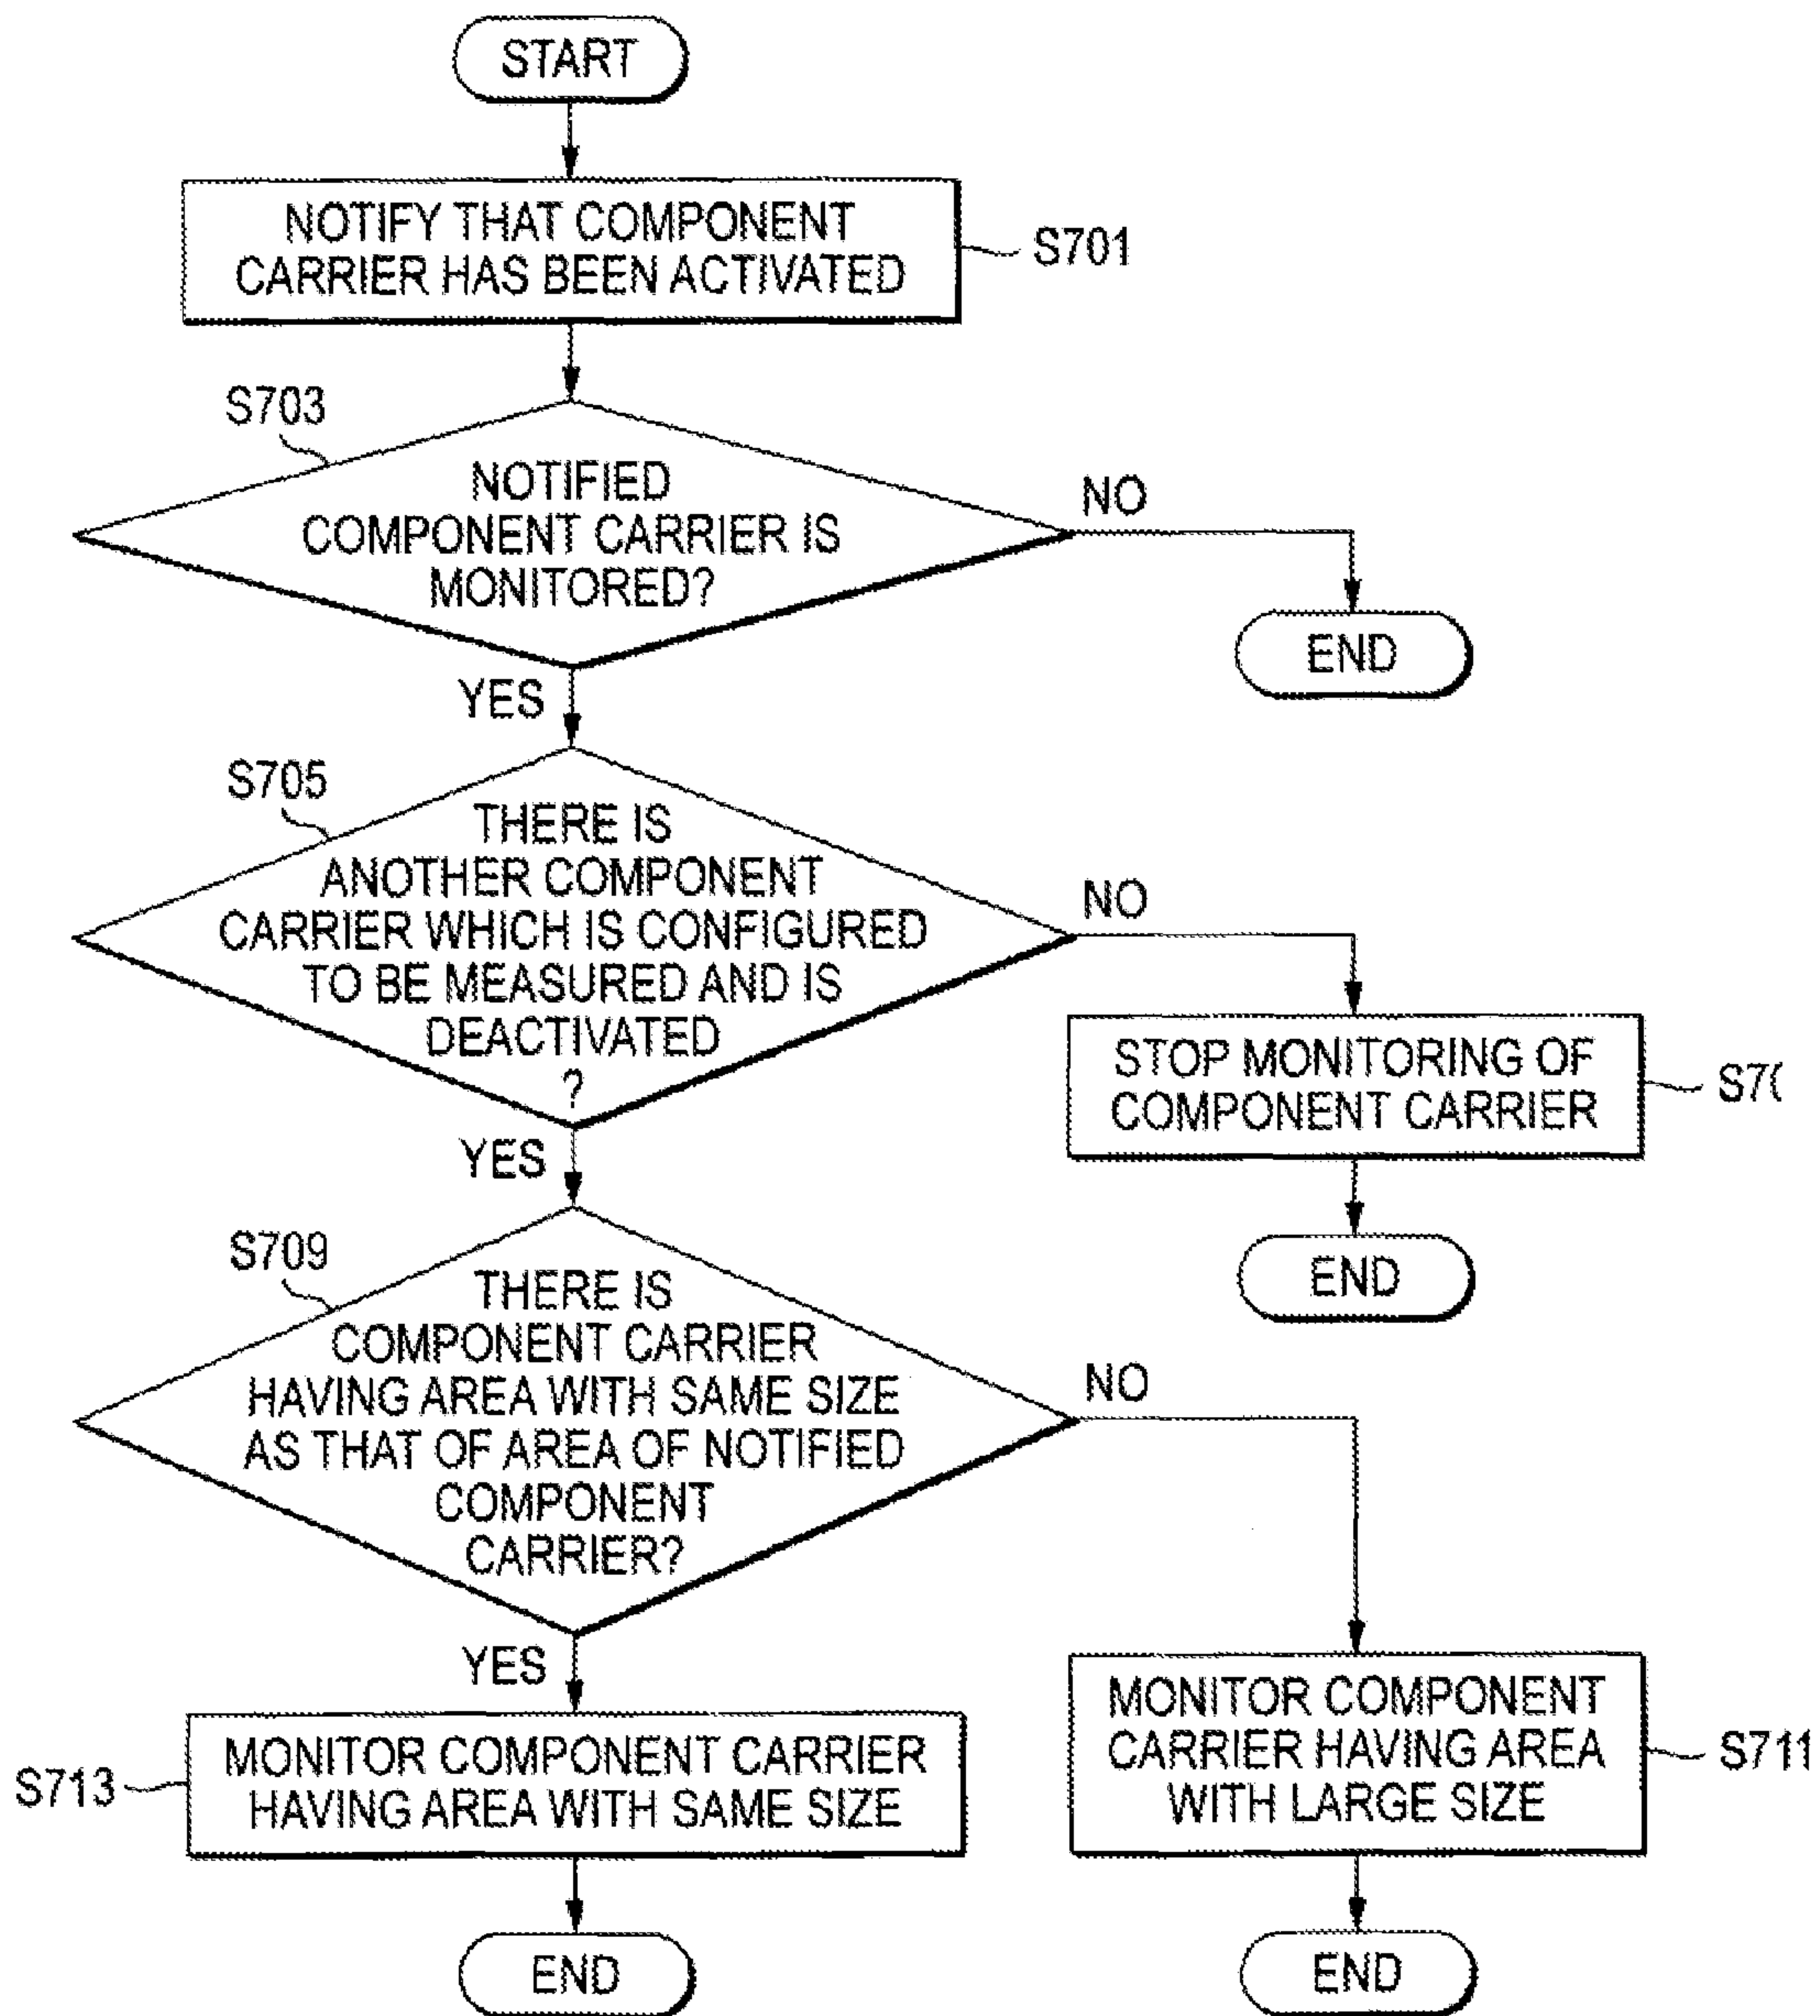 START
NOTIFY THAT COMPONENT
CARRIER HAS BEEN ACTIVATED
S701
S703
NOTIFIED
COMPONENT CARRIER IS
MONITORED?
NO
END
YES
S705
THERE IS
ANOTHER COMPONENT
CARRIER WHICH IS CONFIGURED
TO BE MEASURED AND IS
DEACTIVATED
?
NO
STOP MONITORING OF
COMPONENT CARRIER
END
YES
S709
THERE IS
COMPONENT CARRIER
HAVING AREA WITH SAME SIZE
AS THAT OF AREA OF NOTIFIED
COMPONENT
CARRIER?
NO
YES
S713
MONITOR COMPONENT CARRIER
HAVING AREA WITH SAME SIZE
MONITOR COMPONENT
CARRIER HAVING AREA
WITH LARGE SIZE
S711
END
END